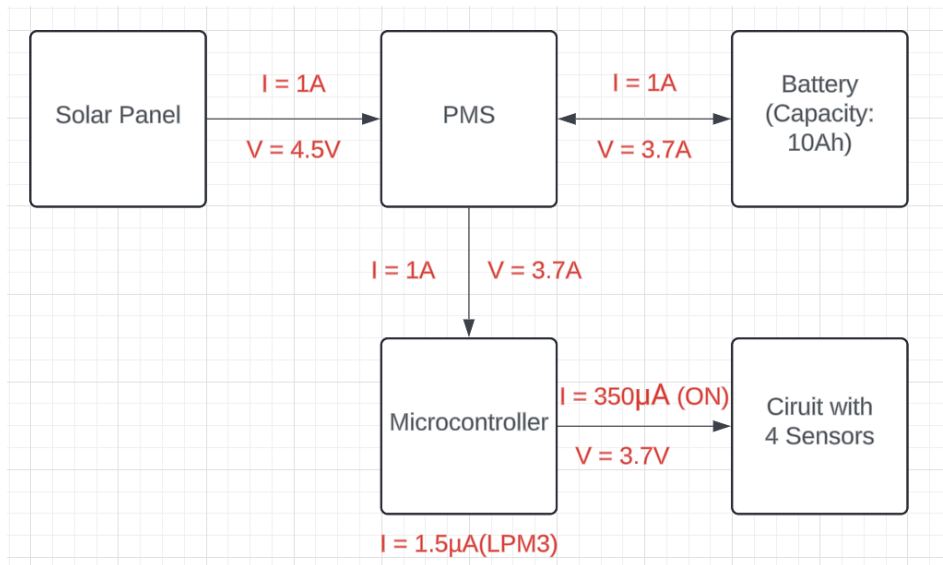 Solar Panel
I = 1A
V = 4.5V
PMS
I = 1A
V = 3.7A
Battery
(Capacity:
10Ah)
I = 1A
V = 3.7A
Microcontroller
I = 1.5µA(LPM3)
I = 350µA (ON)
V = 3.7V
Ciruit with
4 Sensors